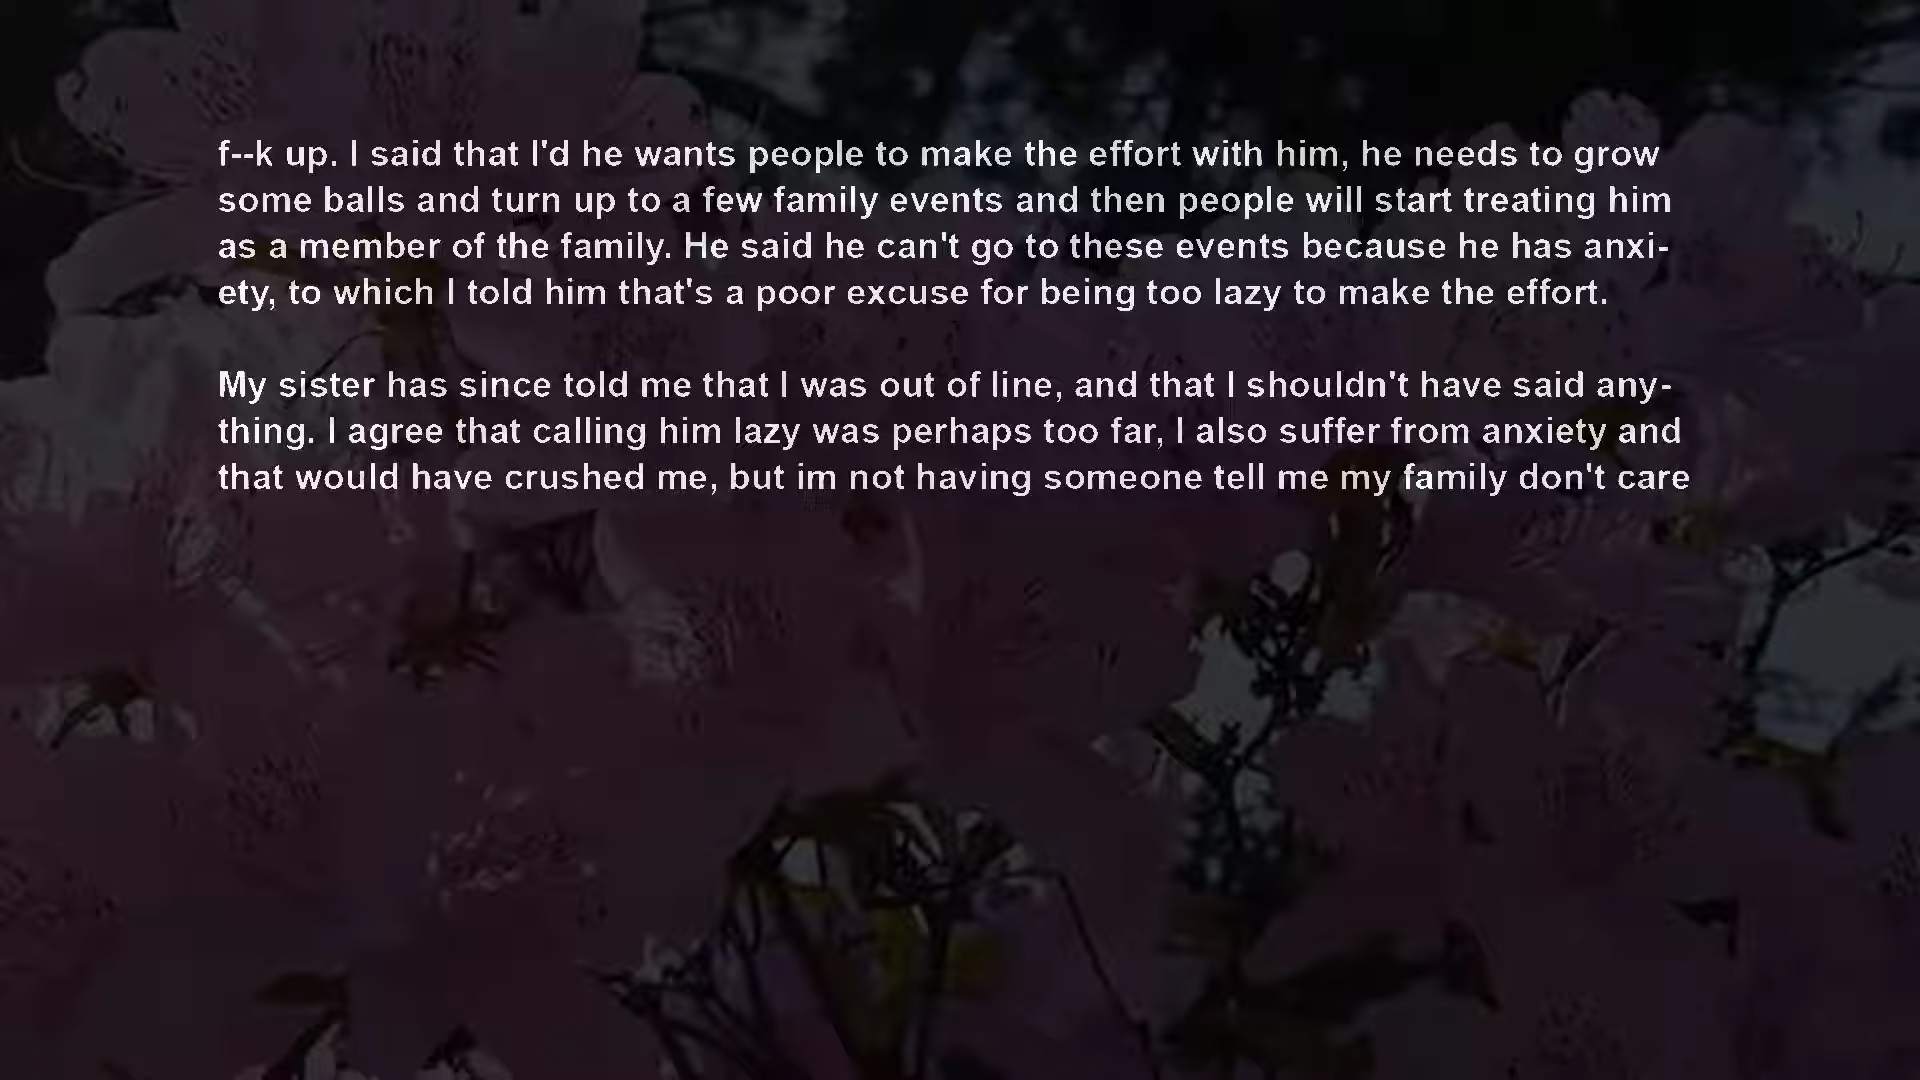 f--k up. I said that I'd he wants people to make the effort with him, he needs to grow
some balls and turn up to a few family events and then people will start treating him
as a member of the family. He said he can't go to these events because he has anxi-
ety, to which I told him that's a poor excuse for being too lazy to make the effort.
My sister has since told me that I was out of line, and that I shouldn't have said any-
thing. I agree that calling him lazy was perhaps too far, I also suffer from anxiety and
that would have crushed me, but im not having someone tell me my family don't care